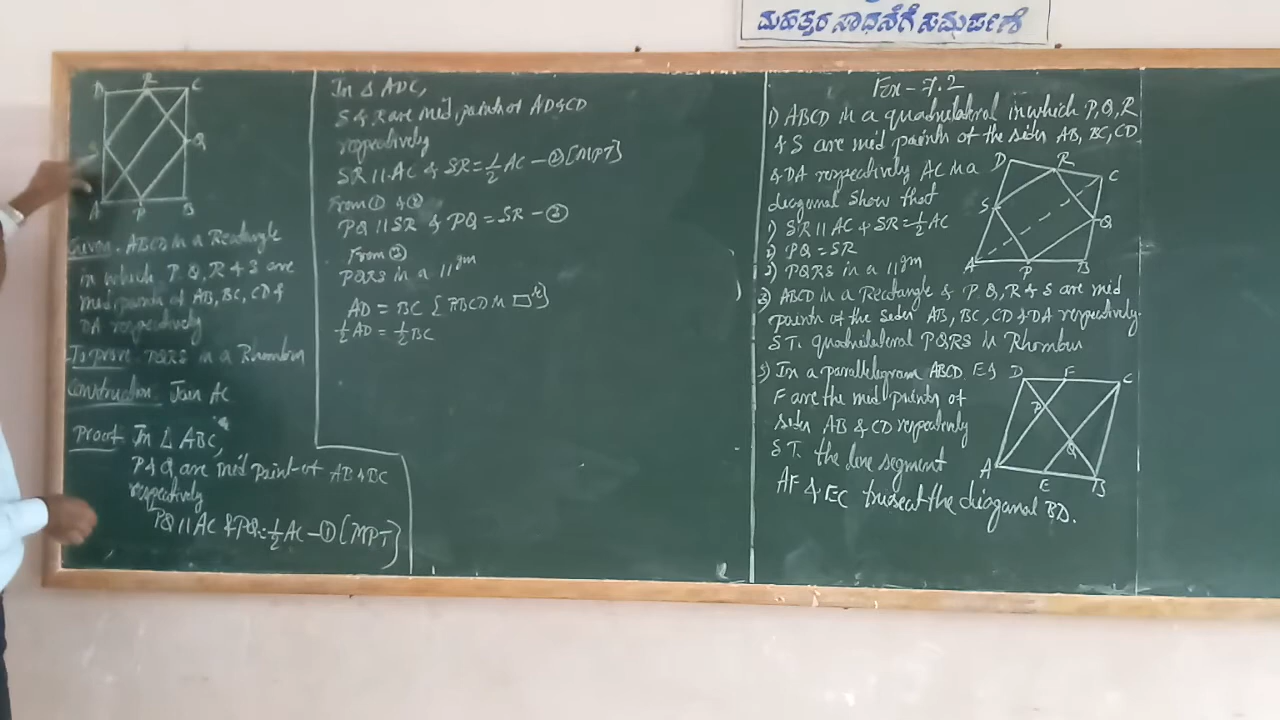 ಮಹತ್ತರ ಸಾಧನೆಗೆ ಸಮರ್ಪಣೆ
D R C
S Q
A P B
Given. ABCD is a Rectangle
in which P, Q, R & S are
mid points of AB, BC, CD &
DA respectively
To prove. PQRS is a Rhombus
Construction. Join AC
Proof In △ ABC,
P & Q are mid point of AB & BC
respectively
PQ || AC & PQ = 1/2 AC — ① [MPT]
In △ ADC,
S & R are mid points of AD & CD
respectively
SR || AC & SR = 1/2 AC — ② [MPT]
From ① & ②
PQ || SR & PQ = SR — ③
From ③
PQRS is a ||gm
AD = BC [ABCD is ▭]
1/2 AD = 1/2 BC
Ex - 7.2
1) ABCD is a quadrilateral in which P, Q, R
& S are mid points of the sides AB, BC, CD
& DA respectively AC is a
diagonal Show that
1) SR || AC & SR = 1/2 AC
2) PQ = SR
3) PQRS is a ||gm
D R C
S Q
A P B
2) ABCD is a Rectangle & P, Q, R & S are mid
points of the sides AB, BC, CD & DA respectively.
S T. quadrilateral PQRS is Rhombus
3) In a parallelogram ABCD E &
F are the mid points of
sides AB & CD respectively
S T. the line segment
AF & EC trisect the diagonal BD.
D F C
P
Q
A E B